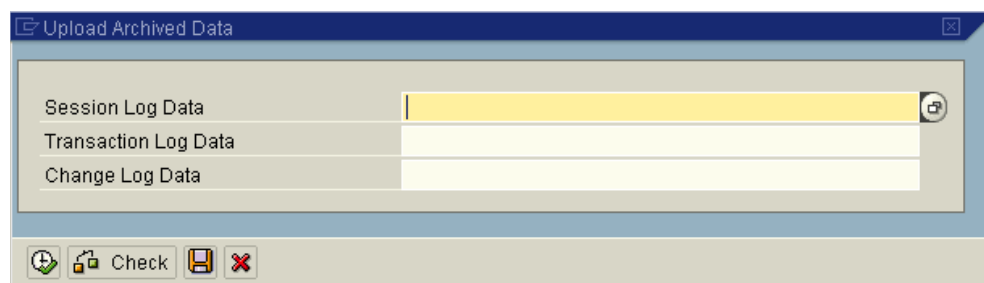 Upload Archived Data
Session Log Data
Transaction Log Data
Change Log Data
Check